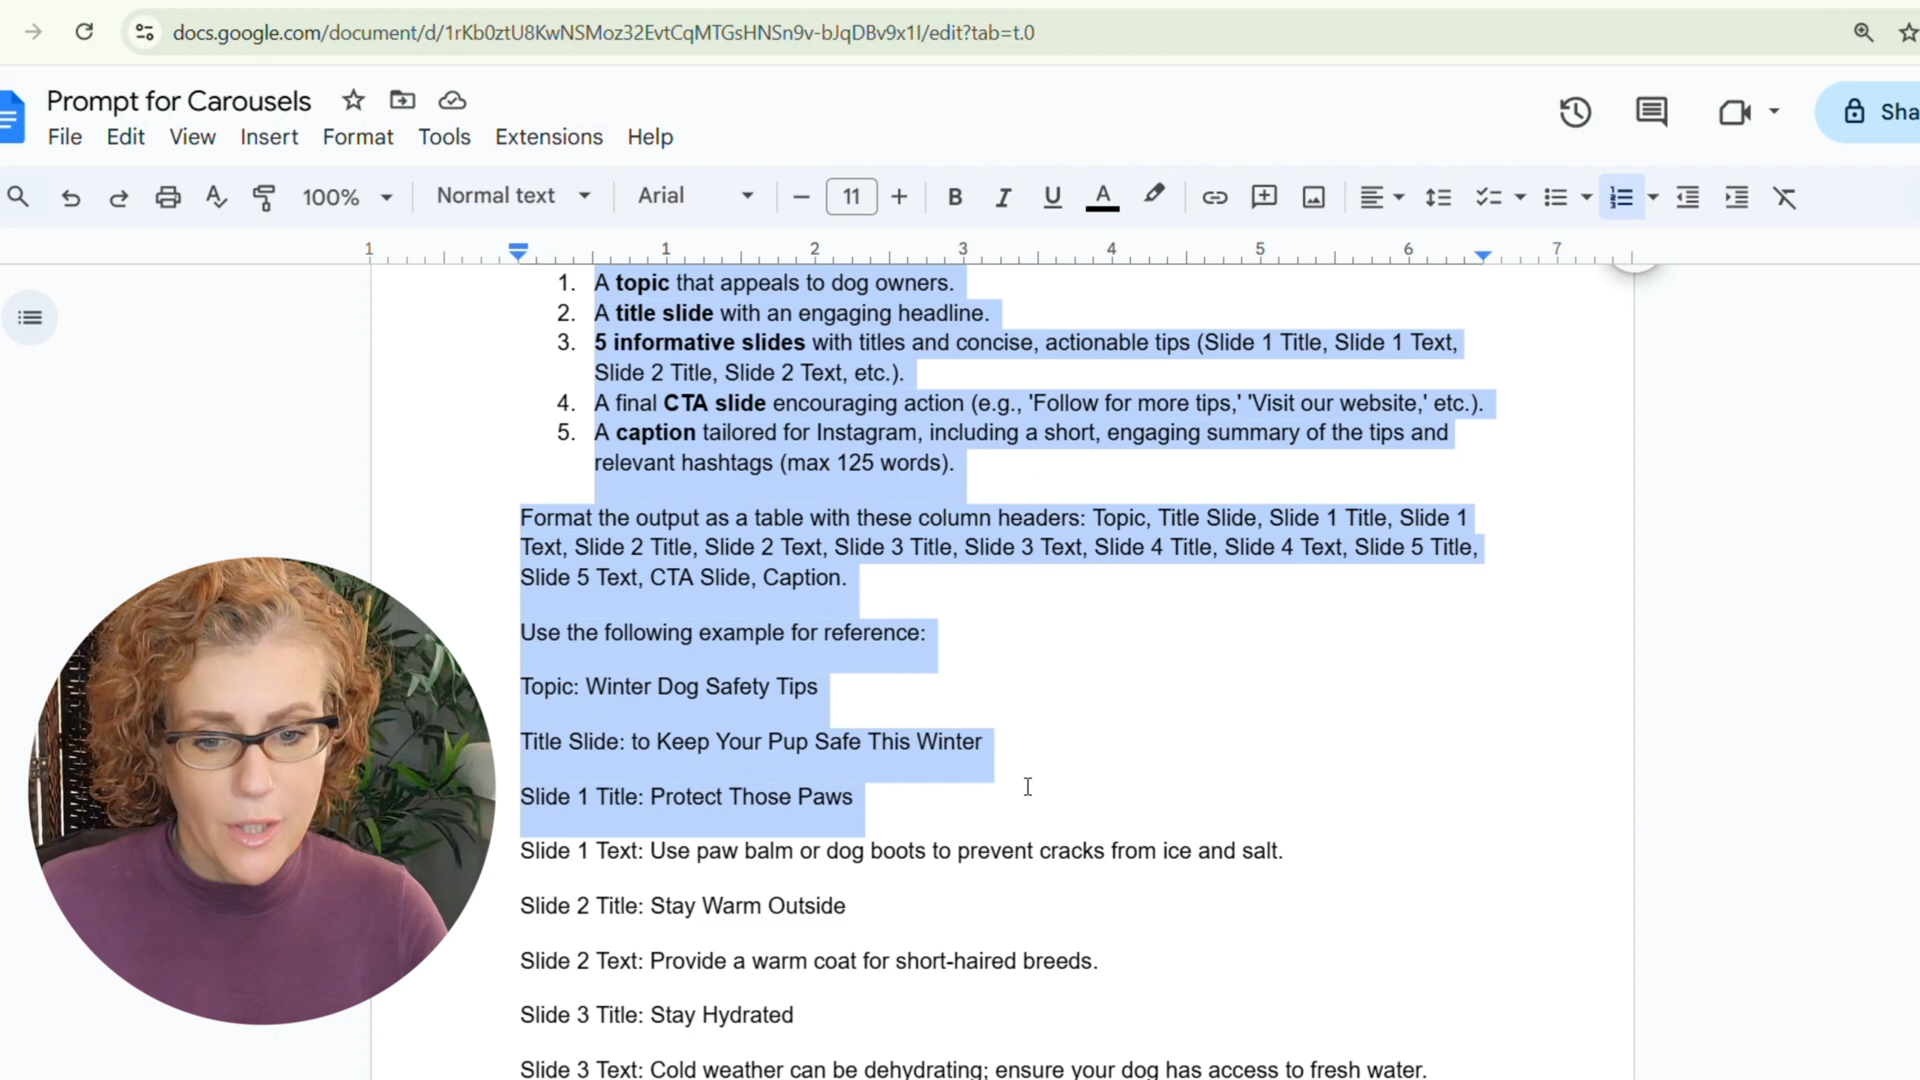 docs.google.com/document/d/1rKb0ztU8KwNSMoz32EvtCqMTGsHNSn9v-bJqDBv9x1I/edit?tab=t.0
Prompt for Carousels
Sha
File Edit View Insert Format Tools Extensions Help
100% Normal text Arial 11 B I U A
1 1 2 3 4 5 6 7
1. A topic that appeals to dog owners.
2. A title slide with an engaging headline.
3. 5 informative slides with titles and concise, actionable tips (Slide 1 Title, Slide 1 Text,
Slide 2 Title, Slide 2 Text, etc.).
4. A final CTA slide encouraging action (e.g., 'Follow for more tips,' 'Visit our website,' etc.).
5. A caption tailored for Instagram, including a short, engaging summary of the tips and
relevant hashtags (max 125 words).
Format the output as a table with these column headers: Topic, Title Slide, Slide 1 Title, Slide 1
Text, Slide 2 Title, Slide 2 Text, Slide 3 Title, Slide 3 Text, Slide 4 Title, Slide 4 Text, Slide 5 Title,
Slide 5 Text, CTA Slide, Caption.
Use the following example for reference:
Topic: Winter Dog Safety Tips
Title Slide: to Keep Your Pup Safe This Winter
Slide 1 Title: Protect Those Paws
Slide 1 Text: Use paw balm or dog boots to prevent cracks from ice and salt.
Slide 2 Title: Stay Warm Outside
Slide 2 Text: Provide a warm coat for short-haired breeds.
Slide 3 Title: Stay Hydrated
Slide 3 Text: Cold weather can be dehydrating; ensure your dog has access to fresh water.